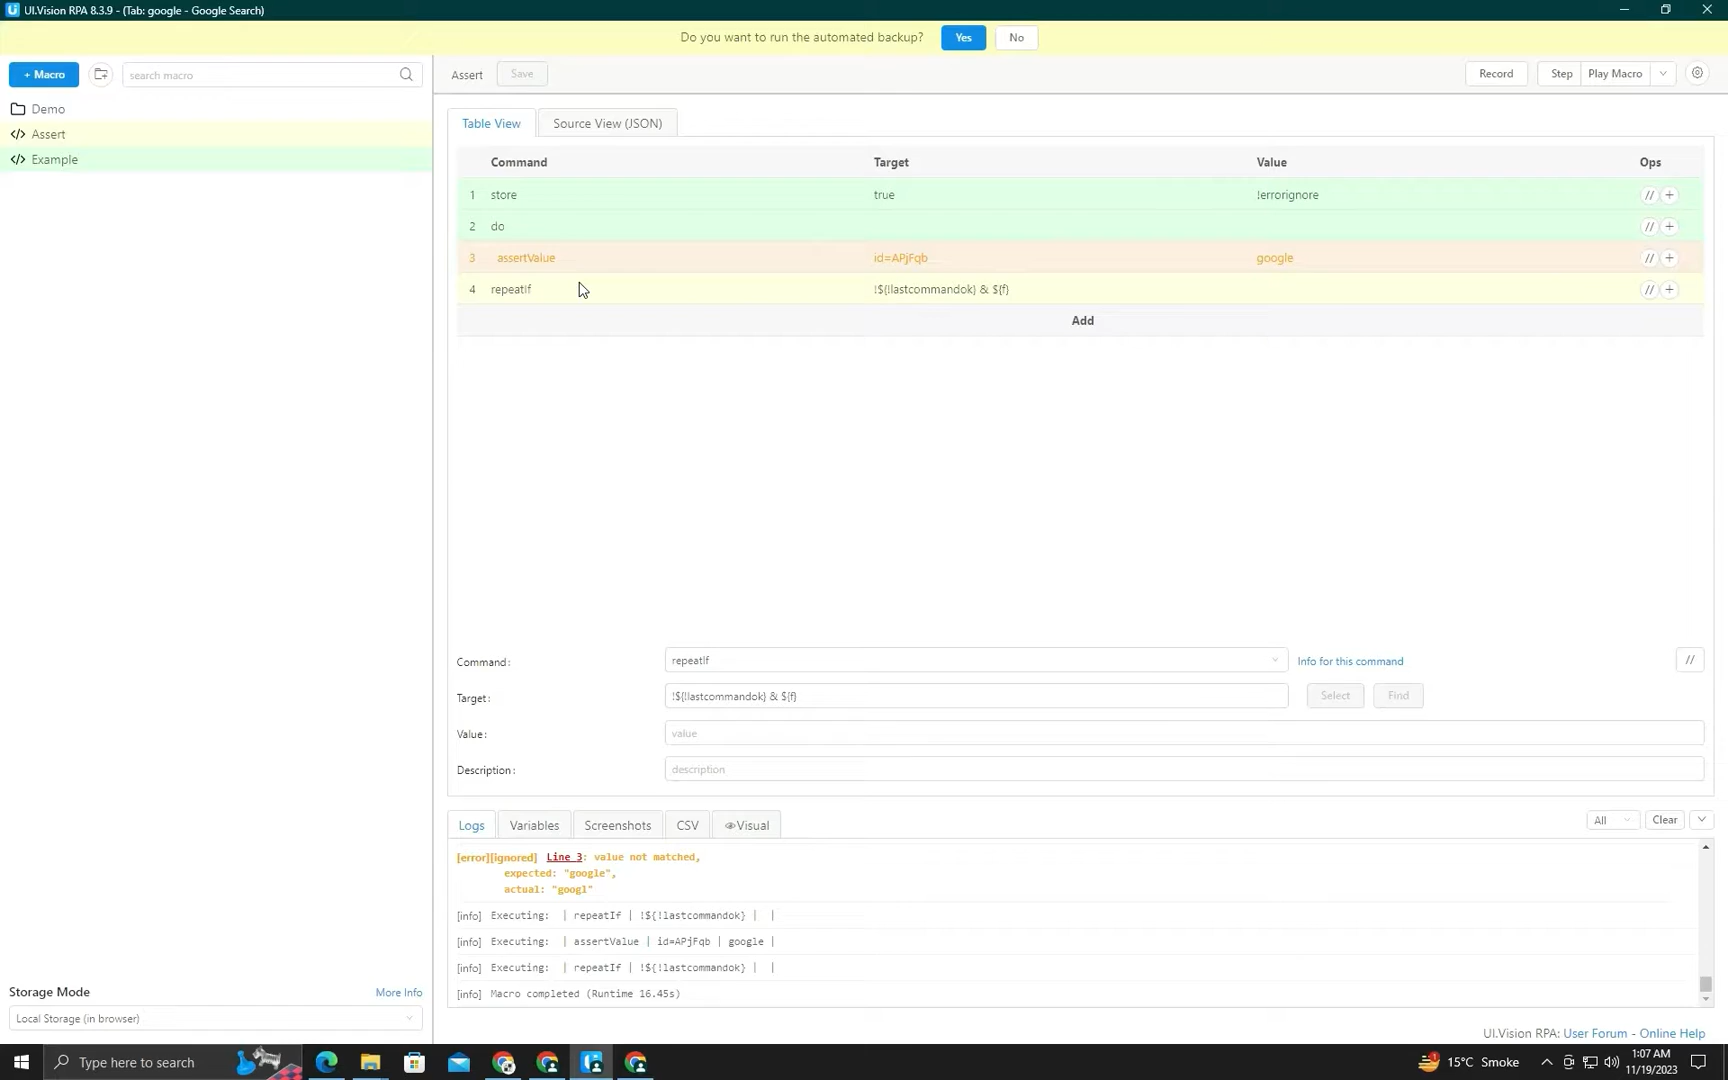 UI.Vision RPA 8.3.9 - (Tab: google - Google Search)
Do you want to run the automated backup? Yes No
+ Macro search macro
Assert Save Record Step Play Macro
Demo
Assert
Example
Table View Source View (JSON)
Command Target Value Ops
1 store true !errorignore // +
2 do // +
3 assertValue id=APjFqb google // +
4 repeatIf !${!lastcommandok} & ${f} // +
Add
Command: repeatIf Info for this command //
Target: !${!lastcommandok} & ${f} Select Find
Value: value
Description: description
Logs Variables Screenshots CSV Visual All Clear
[error][ignored] Line 3: value not matched,
expected: "google",
actual: "googl"
[info] Executing: | repeatIf | !${!lastcommandok} | |
[info] Executing: | assertValue | id=APjFqb | google |
[info] Executing: | repeatIf | !${!lastcommandok} | |
[info] Macro completed (Runtime 16.45s)
Storage Mode More Info
Local Storage (in browser)
UI.Vision RPA: User Forum - Online Help
Type here to search
15°C Smoke
1:07 AM
11/19/2023